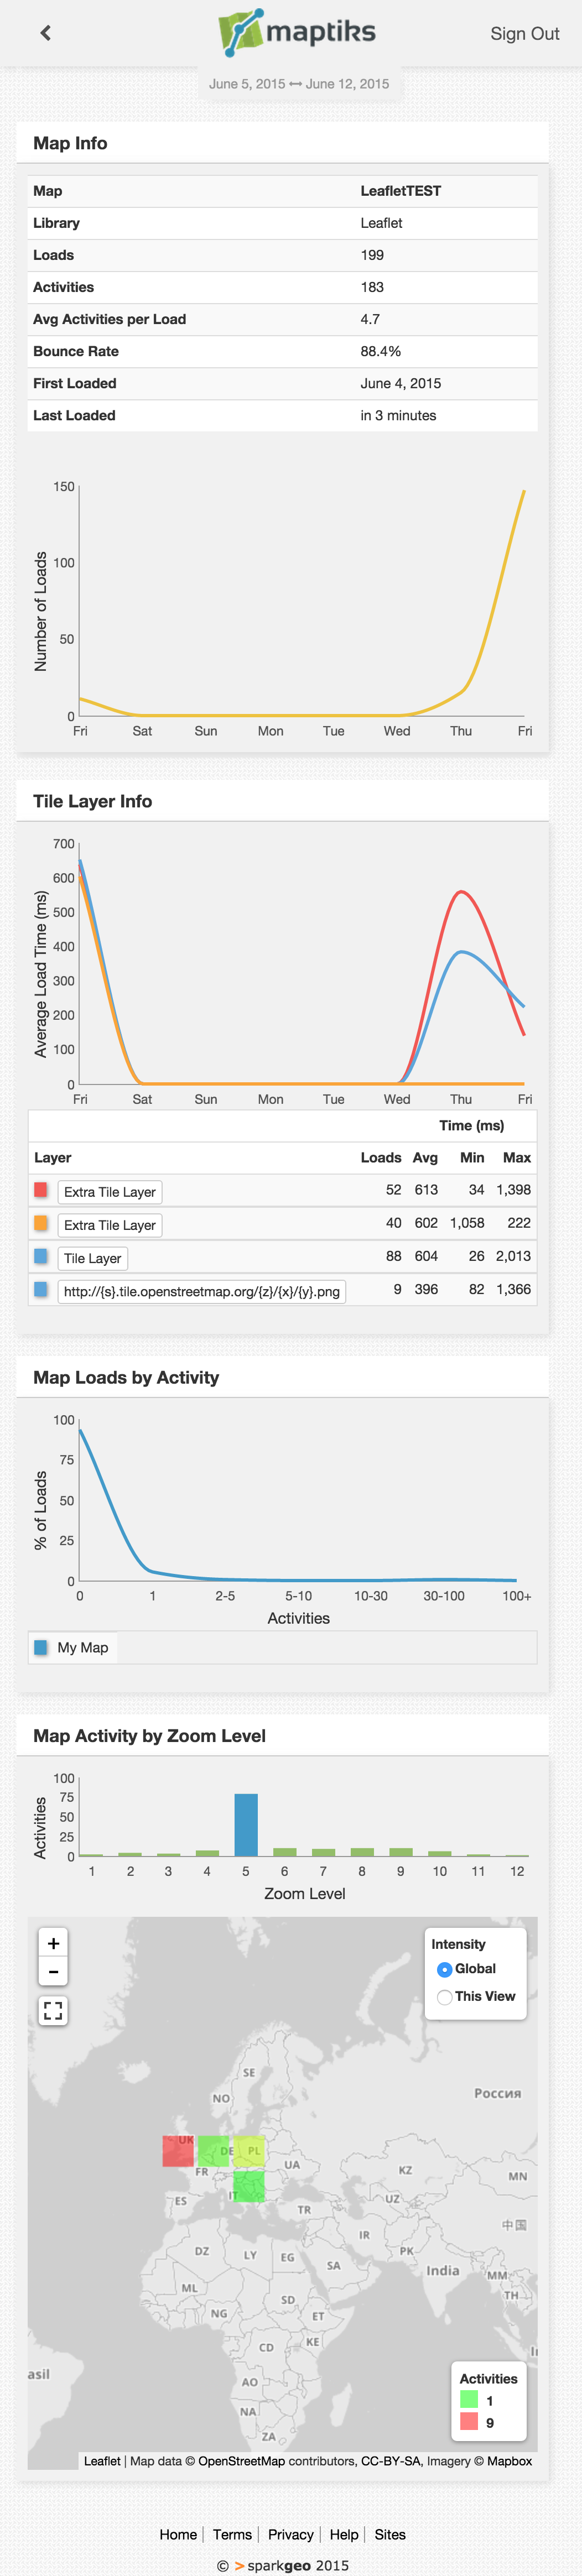 maptiks
Sign Out
June 5, 2015 ↔ June 12, 2015
Map Info
Map LeafletTEST
Library Leaflet
Loads 199
Activities 183
Avg Activities per Load 4.7
Bounce Rate 88.4%
First Loaded June 4, 2015
Last Loaded in 3 minutes
Number of Loads
150
100
50
0
Fri Sat Sun Mon Tue Wed Thu Fri
Tile Layer Info
Average Load Time (ms)
700
600
500
400
300
200
100
0
Fri Sat Sun Mon Tue Wed Thu Fri
Time (ms)
Layer Loads Avg Min Max
Extra Tile Layer 52 613 34 1,398
Extra Tile Layer 40 602 1,058 222
Tile Layer 88 604 26 2,013
http://{s}.tile.openstreetmap.org/{z}/{x}/{y}.png 9 396 82 1,366
Map Loads by Activity
% of Loads
100
75
50
25
0
0 1 2-5 5-10 10-30 30-100 100+
Activities
My Map
Map Activity by Zoom Level
Activities
100
75
50
25
0
1 2 3 4 5 6 7 8 9 10 11 12
Zoom Level
+
-
Intensity
Global
This View
SE
NO
Россия
UK
DE PL
FR
UA
KZ
MN
IT
ES
UZ
TR
中国
IR
PK
DZ LY EG
SA
India
MM
TH
ML
NG
SD
ET
CD
KE
In
asil
AO
NA
ZA
Activities
1
9
Leaflet | Map data © OpenStreetMap contributors, CC-BY-SA, Imagery © Mapbox
Home | Terms | Privacy | Help | Sites
© >sparkgeo 2015